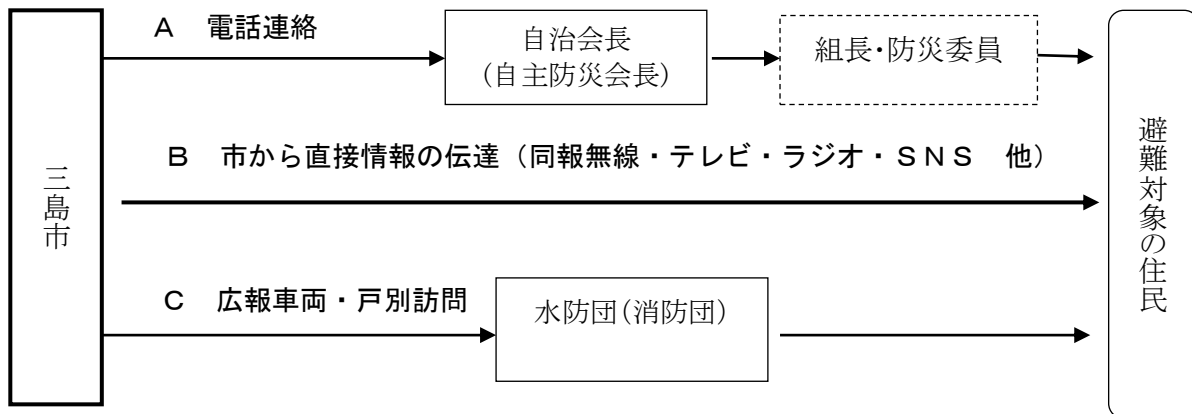 三島市
A　電話連絡
自治会長
(自主防災会長)
組長・防災委員
B　市から直接情報の伝達（同報無線・テレビ・ラジオ・SNS　他）
C　広報車両・戸別訪問
水防団(消防団)
避難対象の住民